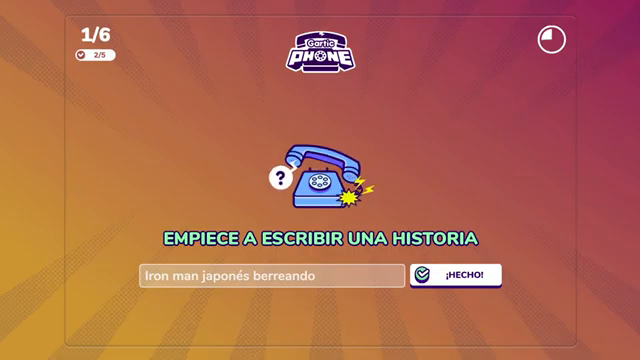 1/6
2/5
Gartic
PHONE
?
EMPIECE A ESCRIBIR UNA HISTORIA
Iron man japonés berreando
¡HECHO!